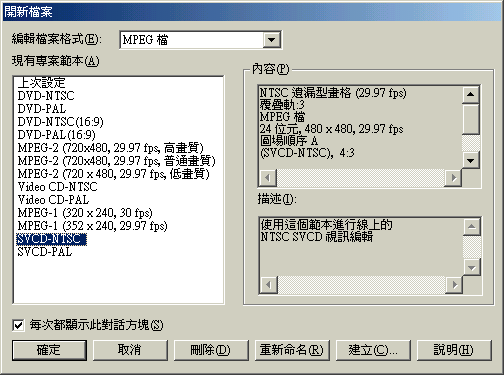 開新檔案
編輯檔案格式(E):
MPEG 檔
現有專案範本(A)
上次設定
DVD-NTSC
DVD-PAL
DVD-NTSC(16:9)
DVD-PAL(16:9)
MPEG-2 (720x480, 29.97 fps, 高畫質)
MPEG-2 (720 x 480, 29.97 fps, 普通畫質)
MPEG-2 (720 x 480, 29.97 fps, 低畫質)
Video CD-NTSC
Video CD-PAL
MPEG-1 (320 x 240, 30 fps)
MPEG-1 (352 x 240, 29.97 fps)
SVCD-NTSC
SVCD-PAL
內容(P)
NTSC 遺漏型畫格 (29.97 fps)
覆疊軌:3
MPEG 檔
24 位元, 480 x 480, 29.97 fps
圖場順序 A
(SVCD-NTSC), 4:3
描述(I):
使用這個範本進行線上的
NTSC SVCD 視訊編輯
每次都顯示此對話方塊(S)
確定
取消
刪除(D)
重新命名(R)
建立(C)...
說明(H)